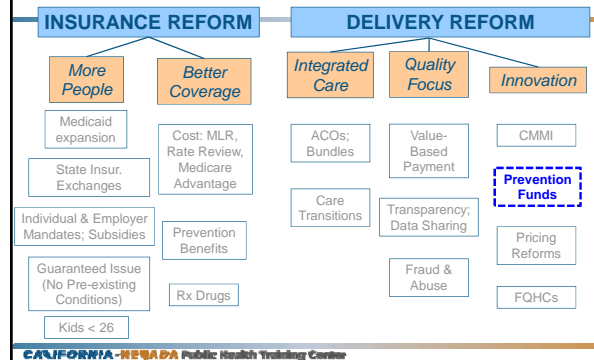 INSURANCE REFORM
DELIVERY REFORM
More
People
Better
Coverage
Integrated
Care
Quality
Focus
Innovation
Medicaid
expansion
State Insur.
Exchanges
Individual & Employer
Mandates; Subsidies
Guaranteed Issue
(No Pre-existing
Conditions)
Kids < 26
Cost: MLR,
Rate Review,
Medicare
Advantage
Prevention
Benefits
Rx Drugs
ACOs;
Bundles
Care
Transitions
Value-
Based
Payment
Transparency;
Data Sharing
Fraud &
Abuse
CMMI
Prevention
Funds
Pricing
Reforms
FQHCs
CALIFORNIA-NEVADA Public Health Training Center